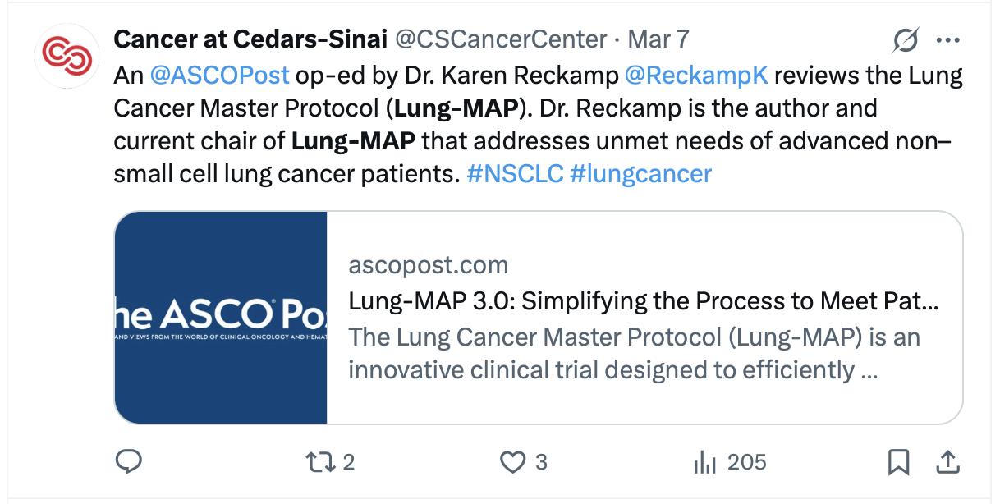 Cancer at Cedars-Sinai @CSCancerCenter · Mar 7
An @ASCOPost op-ed by Dr. Karen Reckamp @ReckampK reviews the Lung
Cancer Master Protocol (Lung-MAP). Dr. Reckamp is the author and
current chair of Lung-MAP that addresses unmet needs of advanced non–
small cell lung cancer patients. #NSCLC #lungcancer
he ASCO® Po
AND VIEWS FROM THE WORLD OF CLINICAL ONCOLOGY AND HEMAT
ascopost.com
Lung-MAP 3.0: Simplifying the Process to Meet Pat...
The Lung Cancer Master Protocol (Lung-MAP) is an
innovative clinical trial designed to efficiently ...
2 3 205